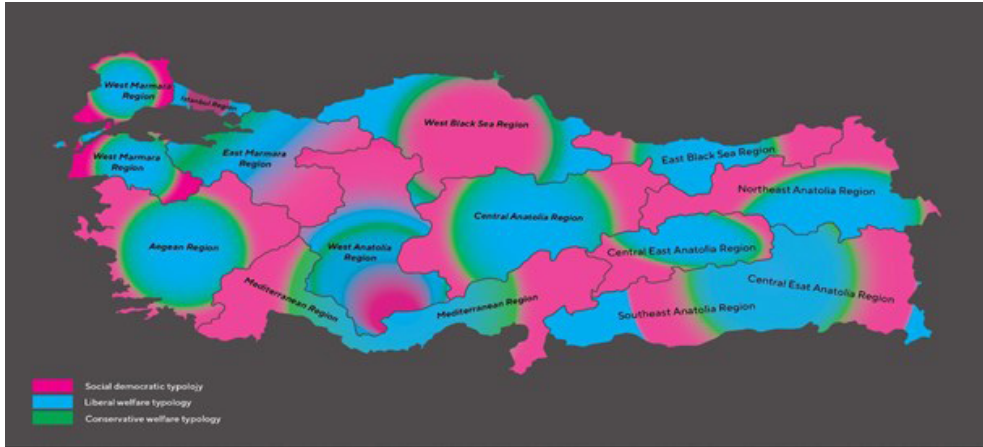 West Marmara
Region
Istanbul Region
West Marmara
Region
East Marmara
Region
West Black Sea Region
East Black Sea Region
Northeast Anatolia Region
Aegean Region
West Anatolia
Region
Central Anatolia Region
Central East Anatolia Region
Mediterranean Region
Mediterranean Region
Central Esat Anatolia Region
Southeast Anatolia Region
Social democratic typolojy
Liberal welfare typology
Conservative welfare typology